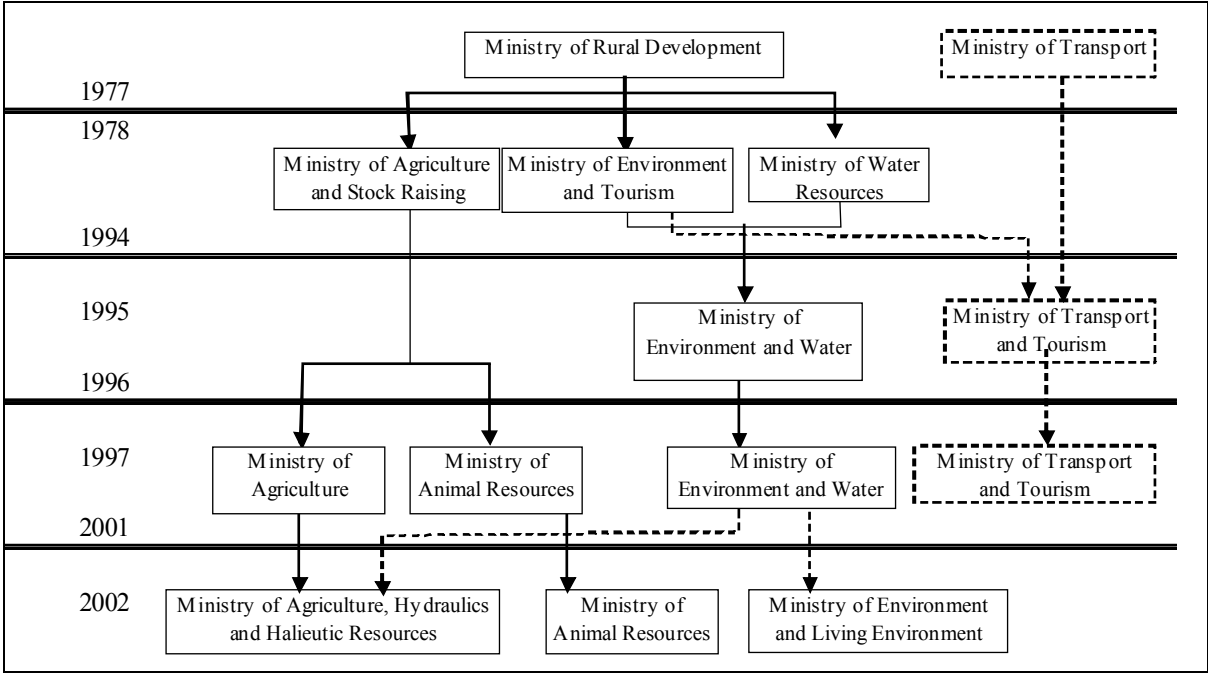 Ministry of Rural Development
Ministry of Transport
1977
1978
Ministry of Agriculture
and Stock Raising
Ministry of Environment
and Tourism
Ministry of Water
Resources
1994
1995
Ministry of
Environment and Water
Ministry of Transport
and Tourism
1996
1997
Ministry of
Agriculture
Ministry of
Animal Resources
Ministry of
Environment and Water
Ministry of Transport
and Tourism
2001
2002
Ministry of Agriculture, Hydraulics
and Halieutic Resources
Ministry of
Animal Resources
Ministry of Environment
and Living Environment